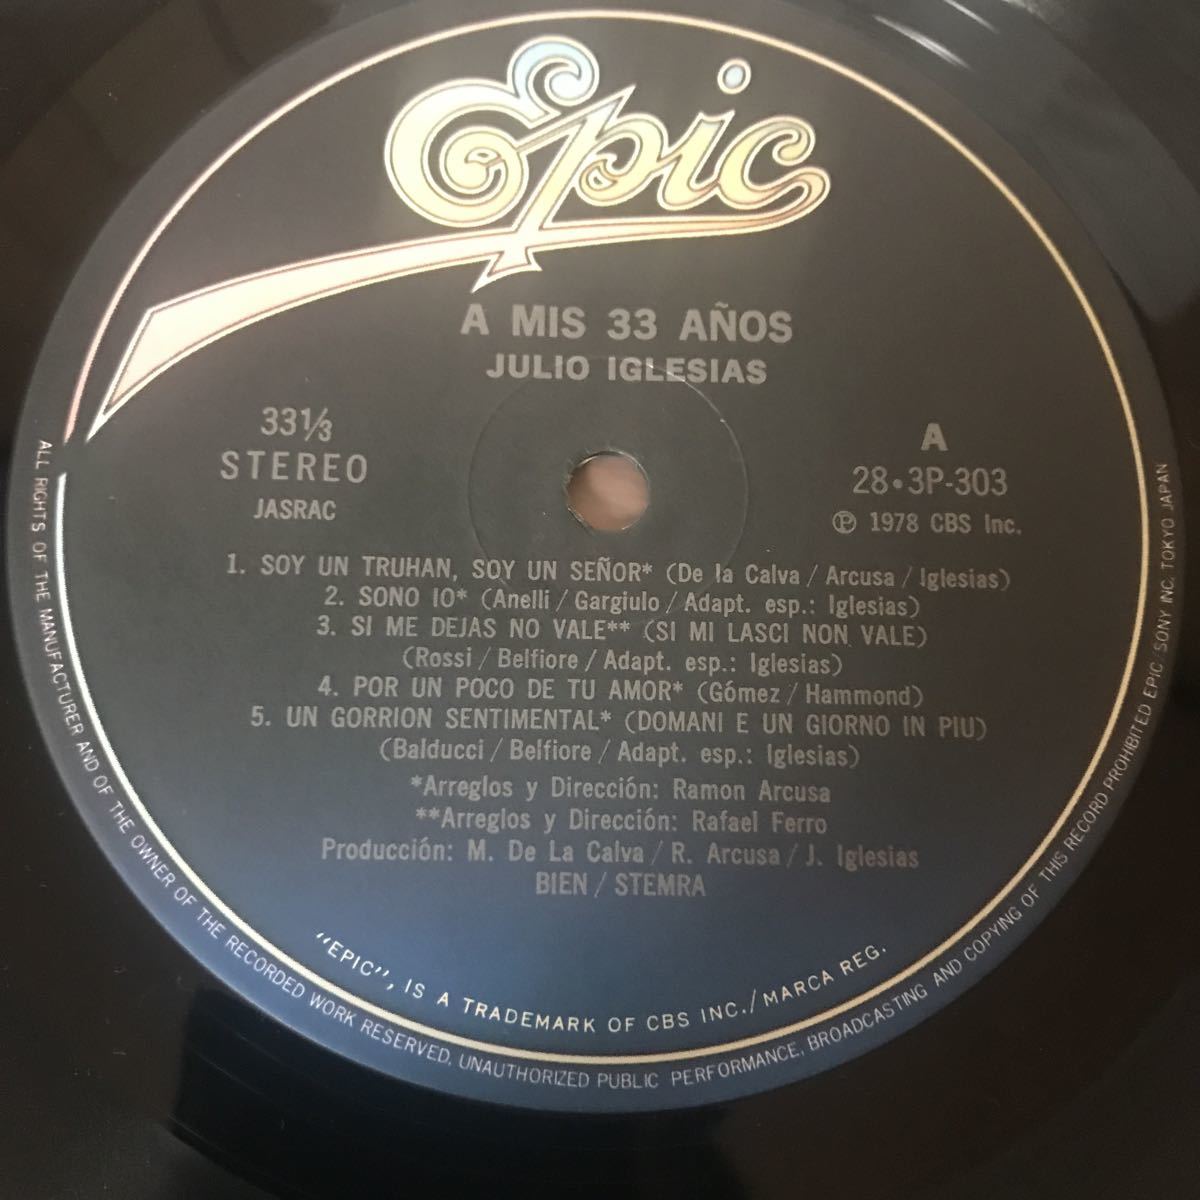 Epic
A MIS 33 AÑOS
JULIO IGLESIAS
33⅓
STEREO
JASRAC
A
28•3P-303
Ⓟ 1978 CBS Inc.
1. SOY UN TRUHAN, SOY UN SEÑOR* (De la Calva / Arcusa / Iglesias)
2. SONO IO* (Anelli / Gargiulo / Adapt. esp.: Iglesias)
3. SI ME DEJAS NO VALE** (SI MI LASCI NON VALE)
(Rossi / Belfiore / Adapt. esp.: Iglesias)
4. POR UN POCO DE TU AMOR* (Gómez / Hammond)
5. UN GORRION SENTIMENTAL* (DOMANI E UN GIORNO IN PIU)
(Balducci / Belfiore / Adapt. esp.: Iglesias)
*Arreglos y Dirección: Ramon Arcusa
**Arreglos y Dirección: Rafael Ferro
Producción: M. De La Calva / R. Arcusa / J. Iglesias
BIEN / STEMRA
"EPIC", IS A TRADEMARK OF CBS INC./MARCA REG.
ALL RIGHTS OF THE MANUFACTURER AND OF THE OWNER OF THE RECORDED WORK RESERVED. UNAUTHORIZED PUBLIC PERFORMANCE, BROADCASTING AND COPYING OF THIS RECORD PROHIBITED EPIC/SONY INC. TOKYO JAPAN